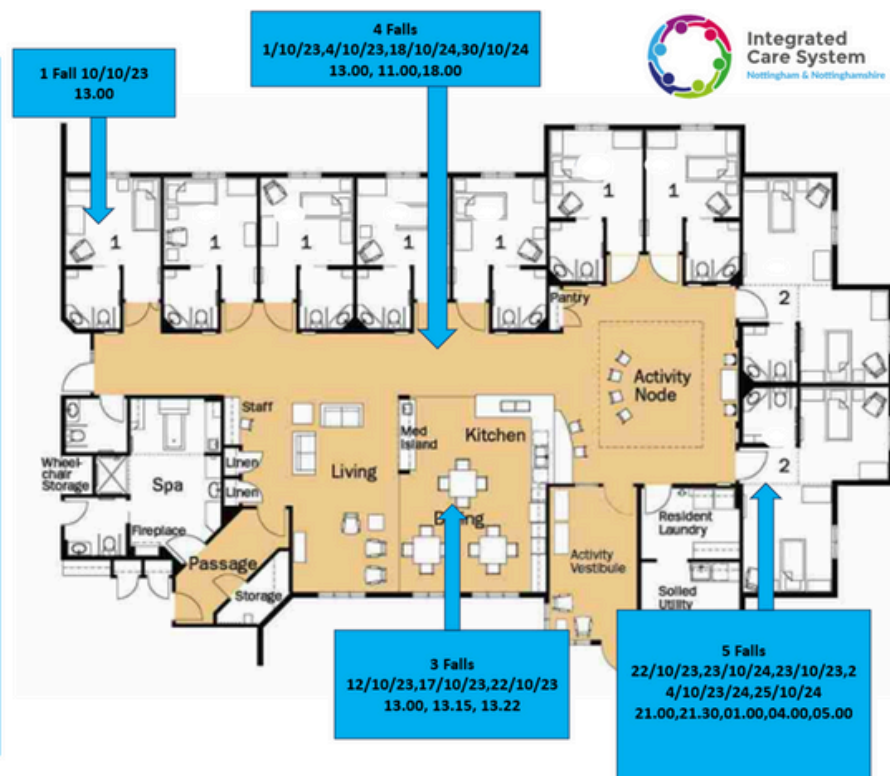 4 Falls
1/10/23,4/10/23,18/10/24,30/10/24
13.00, 11.00,18.00
Integrated
Care System
Nottingham & Nottinghamshire
1 Fall 10/10/23
13.00
1
1
1
1
1
1
1
2
Pantry
Activity
Node
Staff
Med
Island
Kitchen
Wheel-
chair
Storage
Linen
Linen
Living
2
Spa
Fireplace
Dining
Resident
Laundry
Passage
Activity
Vestibule
Storage
Soiled
Utility
3 Falls
12/10/23,17/10/23,22/10/23
13.00, 13.15, 13.22
5 Falls
22/10/23,23/10/24,23/10/23,2
4/10/23/24,25/10/24
21.00,21.30,01.00,04.00,05.00